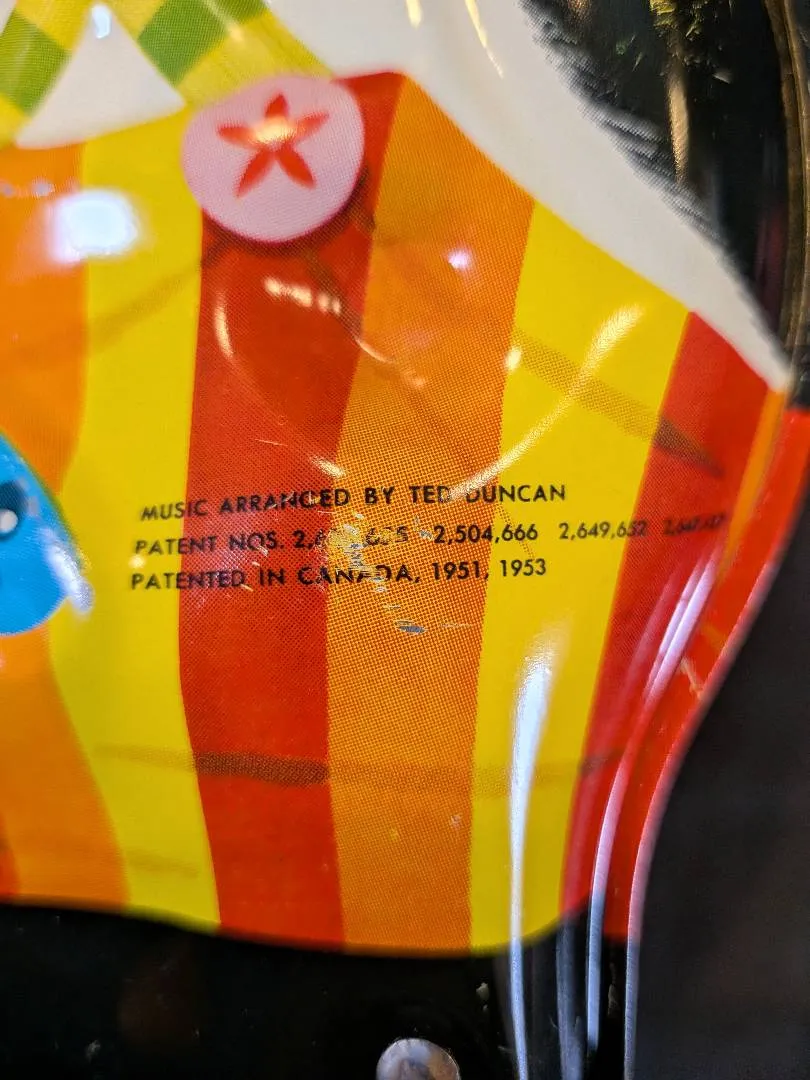 MUSIC ARRANGED BY TED DUNCAN
PATENT NOS. 2,504,666 2,649,652
PATENTED IN CANADA, 1951, 1953